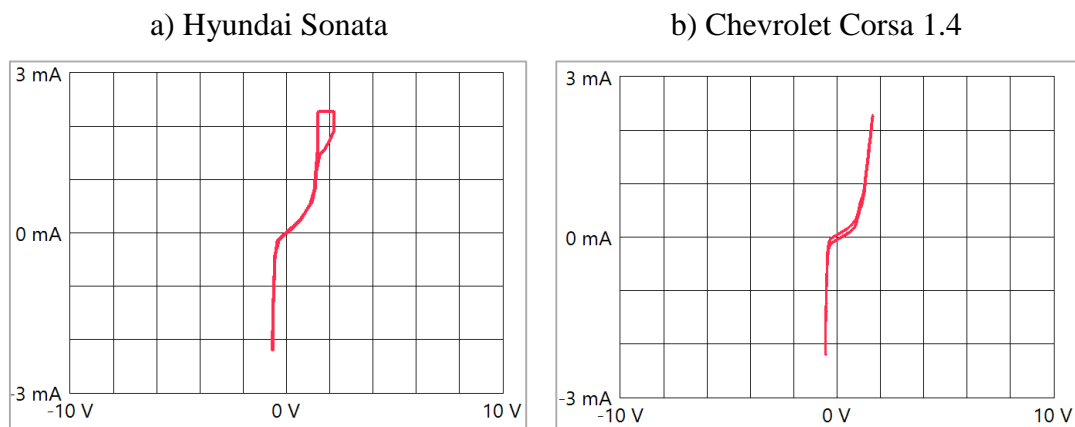 a) Hyundai Sonata
b) Chevrolet Corsa 1.4
3 mA
0 mA
-3 mA
-10 V
0 V
10 V
3 mA
0 mA
-3 mA
-10 V
0 V
10 V